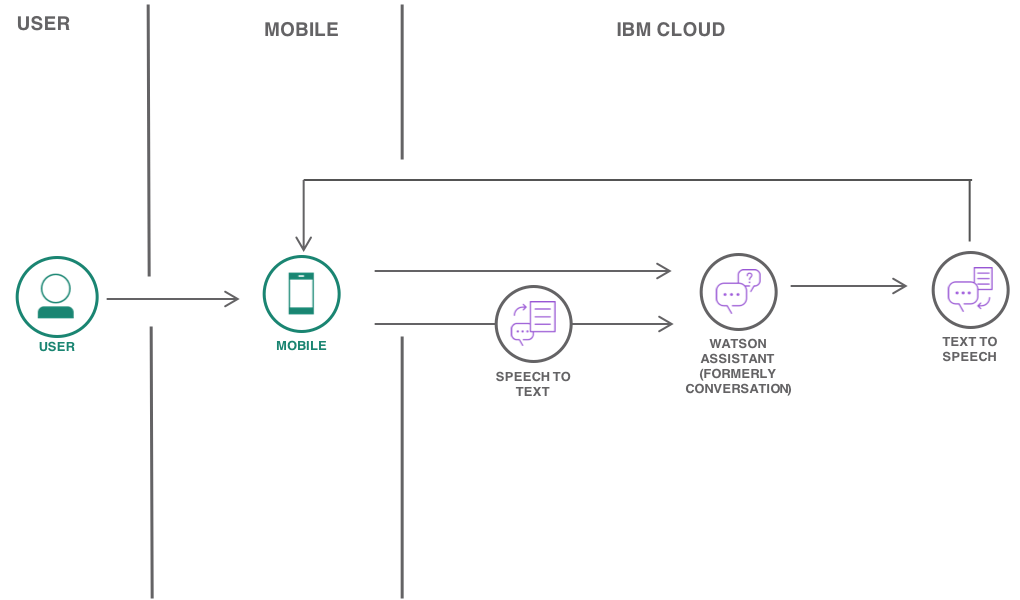 USER
MOBILE
IBM CLOUD
USER
MOBILE
SPEECH TO
TEXT
WATSON
ASSISTANT
(FORMERLY
CONVERSATION)
TEXT TO
SPEECH